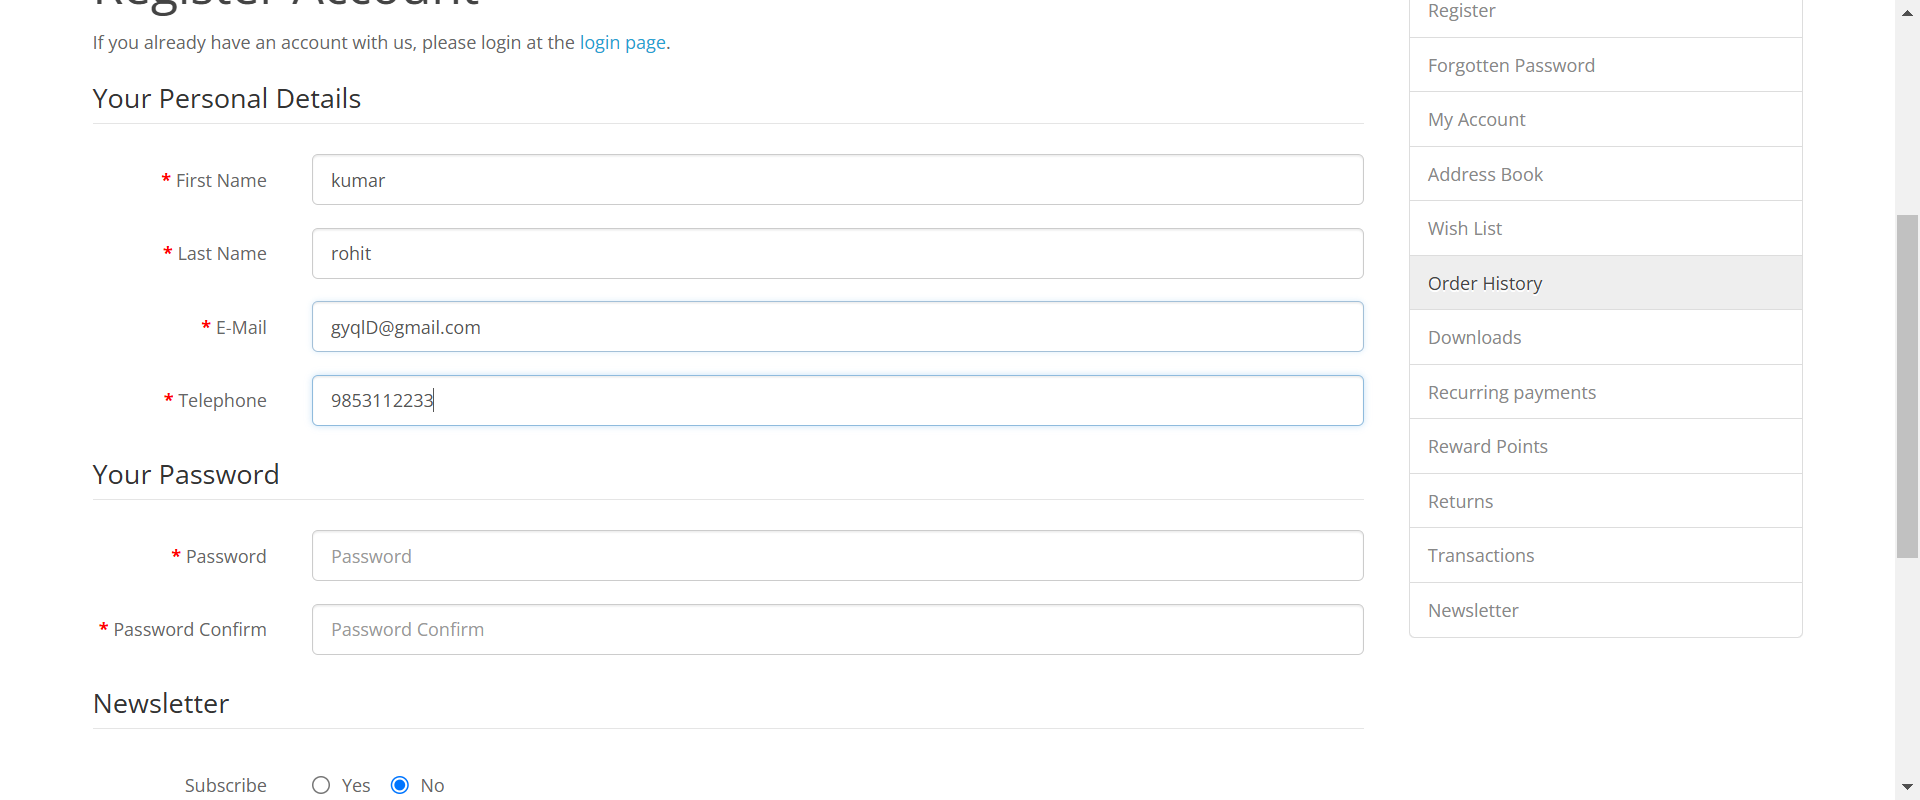 Register Account
If you already have an account with us, please login at the login page.
Your Personal Details
* First Name
kumar
* Last Name
rohit
* E-Mail
gyqlD@gmail.com
* Telephone
9853112233
Your Password
* Password
Password
* Password Confirm
Password Confirm
Newsletter
Subscribe
Yes
No
Register
Forgotten Password
My Account
Address Book
Wish List
Order History
Downloads
Recurring payments
Reward Points
Returns
Transactions
Newsletter